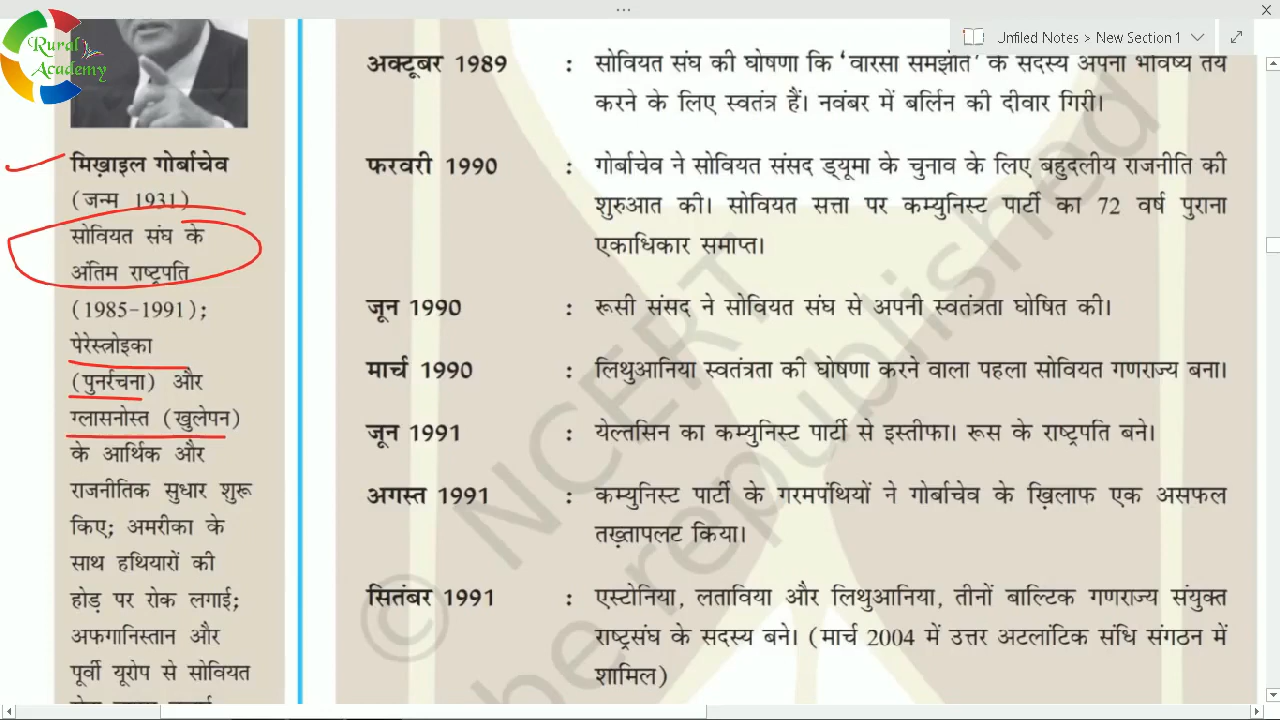 Unfiled Notes > New Section 1
Rural
Academy
मिख़ाइल गोर्बाचेव
(जन्म 1931)
सोवियत संघ के
अंतिम राष्ट्रपति
(1985-1991);
पेरेस्त्रोइका
(पुनर्रचना) और
ग्लासनोस्त (खुलेपन)
के आर्थिक और
राजनीतिक सुधार शुरू
किए; अमरीका के
साथ हथियारों की
होड़ पर रोक लगाई;
अफगानिस्तान और
पूर्वी यूरोप से सोवियत
अक्टूबर 1989 : सोवियत संघ की घोषणा कि 'वारसा समझौते' के सदस्य अपना भविष्य तय
करने के लिए स्वतंत्र हैं। नवंबर में बर्लिन की दीवार गिरी।
फरवरी 1990 : गोर्बाचेव ने सोवियत संसद ड्यूमा के चुनाव के लिए बहुदलीय राजनीति की
शुरुआत की। सोवियत सत्ता पर कम्युनिस्ट पार्टी का 72 वर्ष पुराना
एकाधिकार समाप्त।
जून 1990 : रूसी संसद ने सोवियत संघ से अपनी स्वतंत्रता घोषित की।
मार्च 1990 : लिथुआनिया स्वतंत्रता की घोषणा करने वाला पहला सोवियत गणराज्य बना।
जून 1991 : येल्तसिन का कम्युनिस्ट पार्टी से इस्तीफा। रूस के राष्ट्रपति बने।
अगस्त 1991 : कम्युनिस्ट पार्टी के गरमपंथियों ने गोर्बाचेव के ख़िलाफ एक असफल
तख़्तापलट किया।
सितंबर 1991 : एस्टोनिया, लताविया और लिथुआनिया, तीनों बाल्टिक गणराज्य संयुक्त
राष्ट्रसंघ के सदस्य बने। (मार्च 2004 में उत्तर अटलांटिक संधि संगठन में
शामिल)
© NCERT
be republished